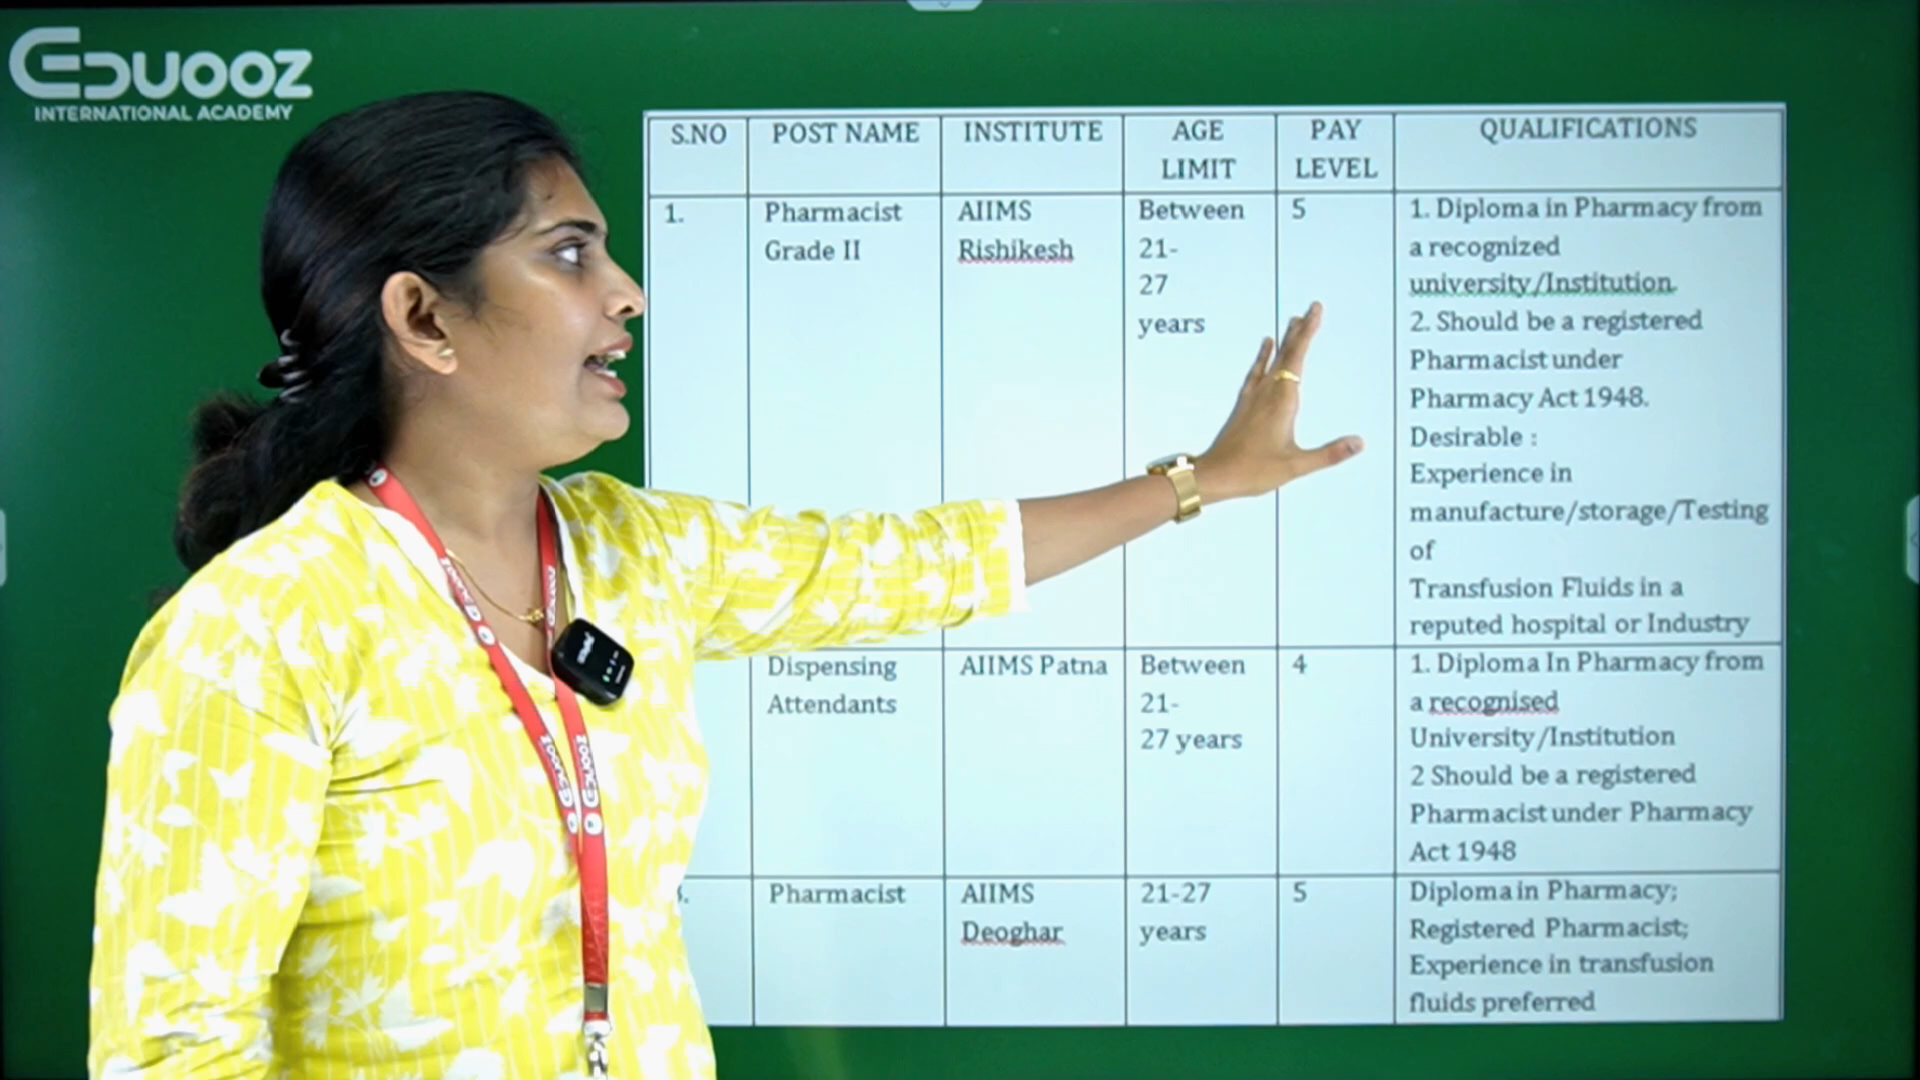 EDUOOZ
INTERNATIONAL ACADEMY
S.NO
POST NAME
INSTITUTE
AGE
LIMIT
PAY
LEVEL
QUALIFICATIONS
1.
Pharmacist
Grade II
AIIMS
Rishikesh
Between
21-
27
years
5
1. Diploma in Pharmacy from
a recognized
university/Institution
2. Should be a registered
Pharmacist under
Pharmacy Act 1948.
Desirable :
Experience in
manufacture/storage/Testing
of
Transfusion Fluids in a
reputed hospital or Industry
Dispensing
Attendants
AIIMS Patna
Between
21-
27 years
4
1. Diploma In Pharmacy from
a recognised
University/Institution
2 Should be a registered
Pharmacist under Pharmacy
Act 1948
Pharmacist
AIIMS
Deoghar
21-27
years
5
Diploma in Pharmacy;
Registered Pharmacist;
Experience in transfusion
fluids preferred